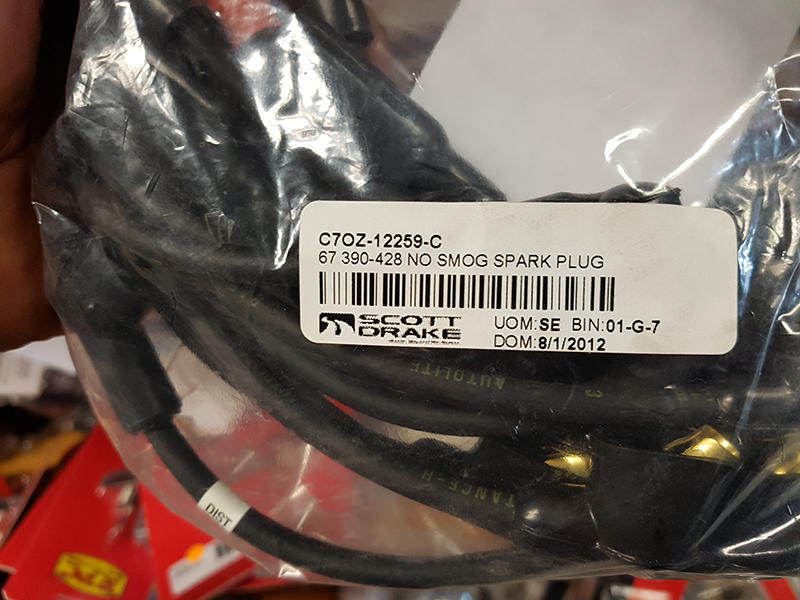 C7OZ-12259-C
67 390-428 NO SMOG SPARK PLUG
SCOTT
DRAKE
UOM:SE BIN:01-G-7
DOM:8/1/2012
AUTOLITE
TANCE-H
DIST